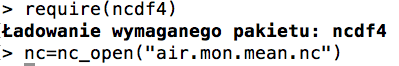 > require(ncdf4)
Ładowanie wymaganego pakietu: ncdf4
> nc=nc_open("air.mon.mean.nc")